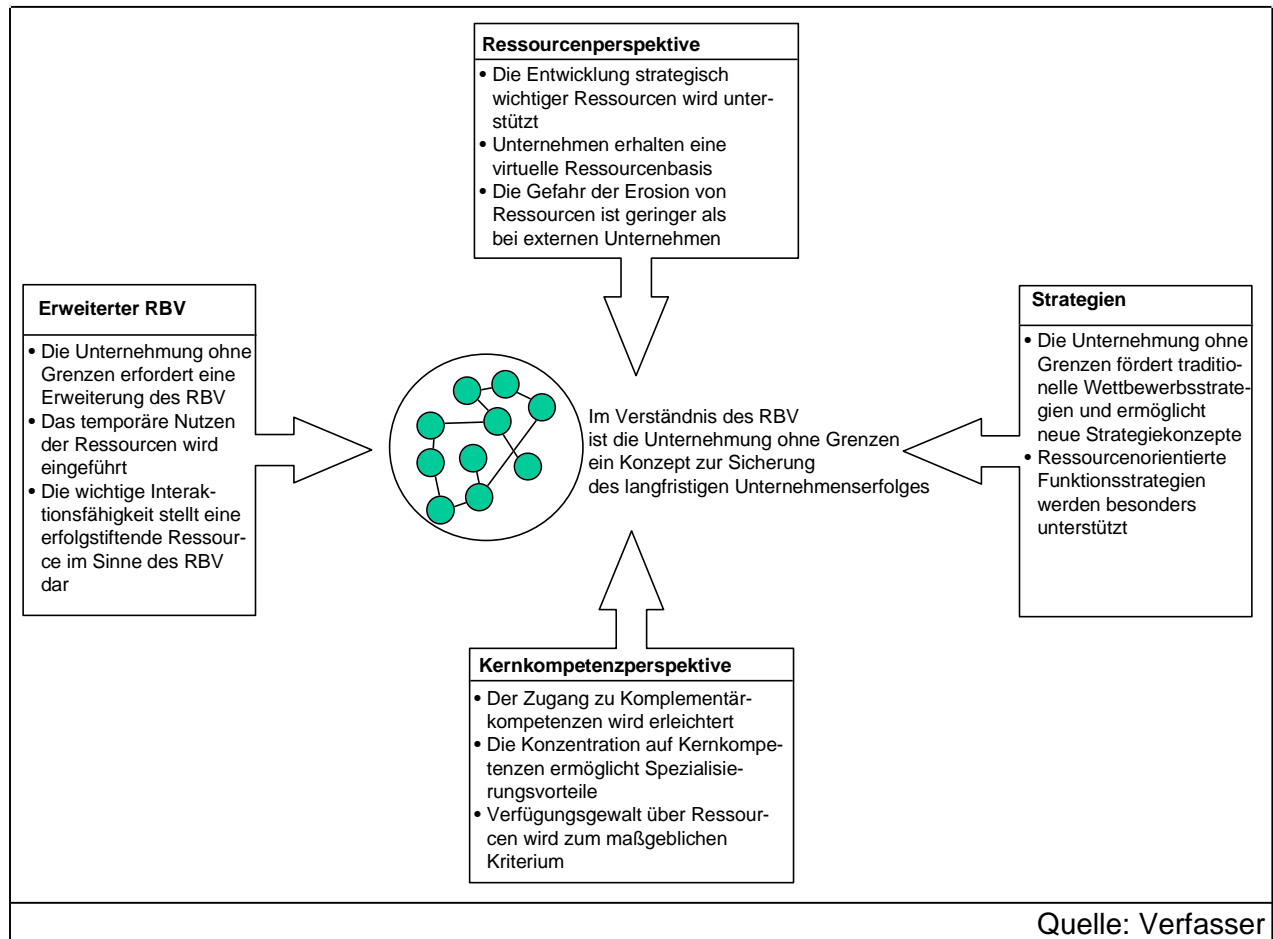 Ressourcenperspektive
• Die Entwicklung strategisch
wichtiger Ressourcen wird unter-
stützt
• Unternehmen erhalten eine
virtuelle Ressourcenbasis
• Die Gefahr der Erosion von
Ressourcen ist geringer als
bei externen Unternehmen
Erweiterter RBV
• Die Unternehmung ohne
Grenzen erfordert eine
Erweiterung des RBV
• Das temporäre Nutzen
der Ressourcen wird
eingeführt
• Die wichtige Interak-
tionsfähigkeit stellt eine
erfolgstiftende Ressour-
ce im Sinne des RBV
dar
Im Verständnis des RBV
ist die Unternehmung ohne Grenzen
ein Konzept zur Sicherung
des langfristigen Unternehmenserfolges
Strategien
• Die Unternehmung ohne
Grenzen fördert traditio-
nelle Wettbewerbsstrate-
gien und ermöglicht
neue Strategiekonzepte
• Ressourcenorientierte
Funktionsstrategien
werden besonders
unterstützt
Kernkompetenzperspektive
• Der Zugang zu Komplementär-
kompetenzen wird erleichtert
• Die Konzentration auf Kernkompe-
tenzen ermöglicht Spezialisie-
rungsvorteile
• Verfügungsgewalt über Ressour-
cen wird zum maßgeblichen
Kriterium
Quelle: Verfasser